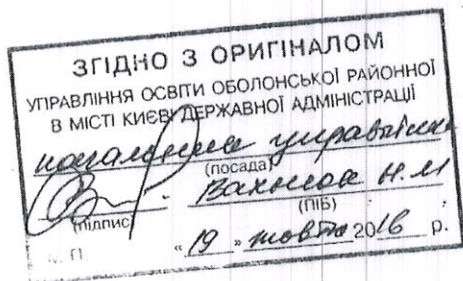 ЗГІДНО З ОРИГІНАЛОМ
УПРАВЛІННЯ ОСВІТИ ОБОЛОНСЬКОЇ РАЙОННОЇ
В МІСТІ КИЄВІ ДЕРЖАВНОЇ АДМІНІСТРАЦІЇ
начальник управління
(посада)
Н.М
(підпис) (ПІБ)
М.П. «19» жовтня 2016 р.